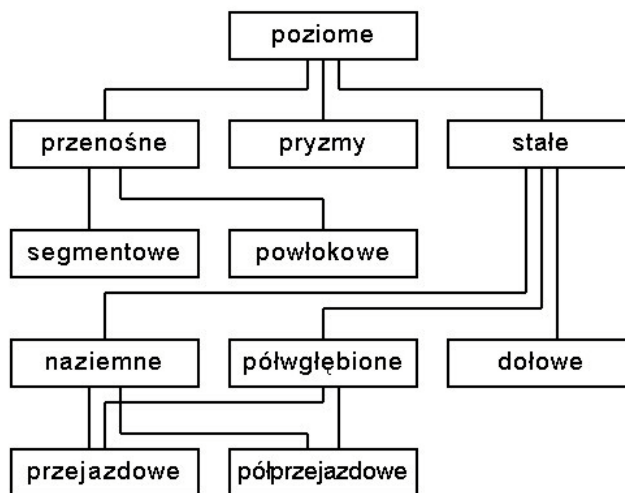 poziome
przenośne
pryzmy
stałe
segmentowe
powłokowe
naziemne
półwgłębione
dołowe
przejazdowe
półprzejazdowe